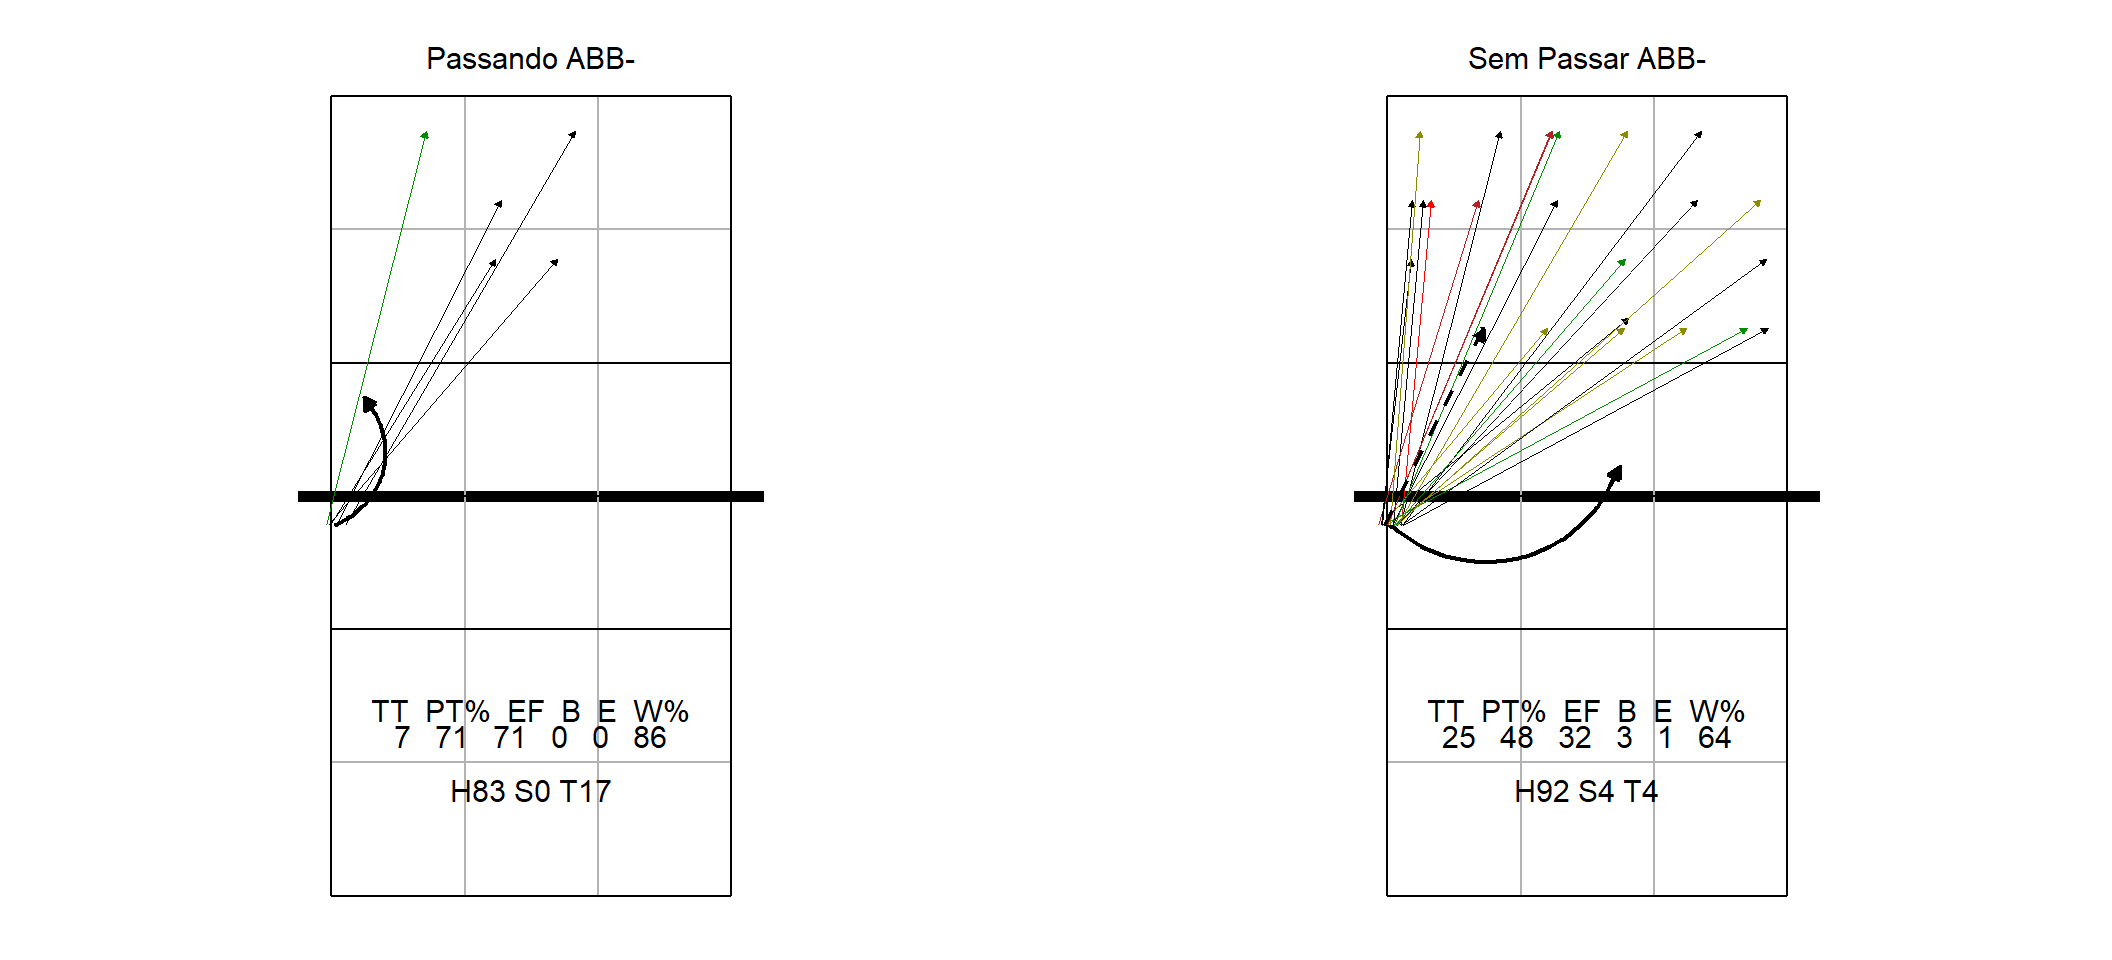 Passando ABB-
TT PT% EF B E W%
7 71 71 0 0 86
H83 S0 T17
Sem Passar ABB-
TT PT% EF B E W%
25 48 32 3 1 64
H92 S4 T4